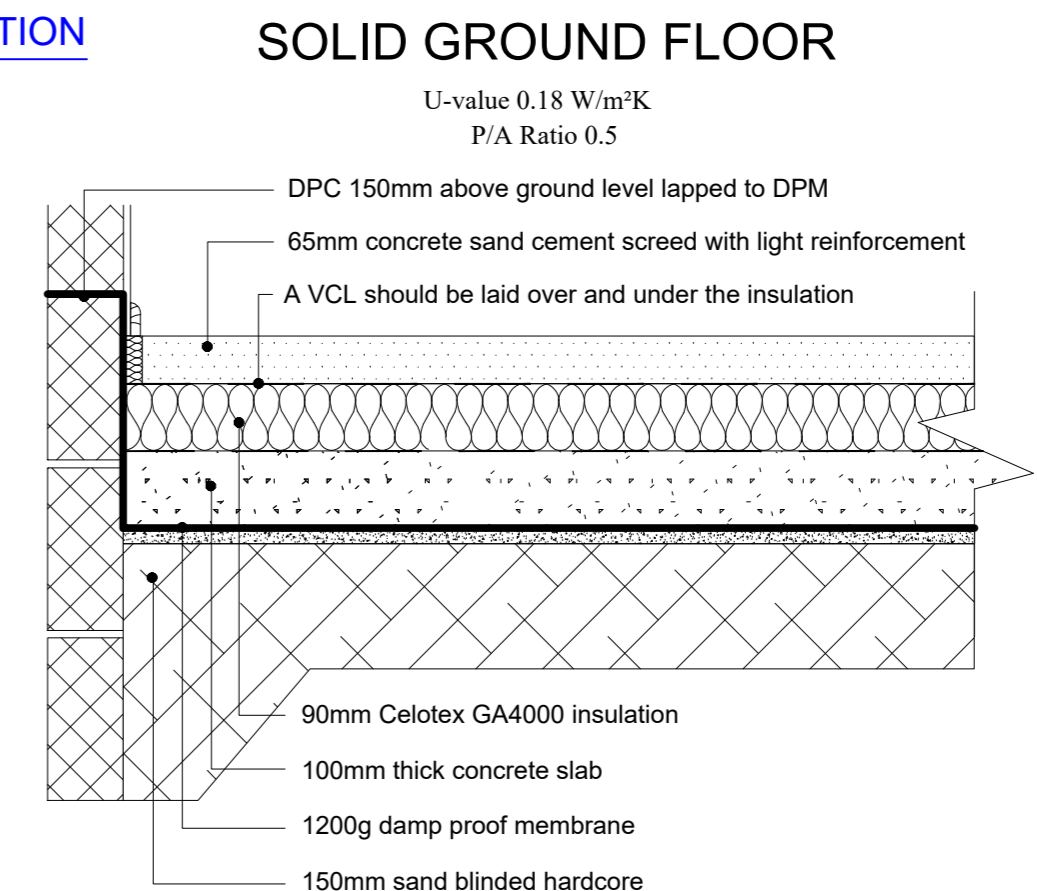 TION
SOLID GROUND FLOOR
U-value 0.18 W/m²K
P/A Ratio 0.5
DPC 150mm above ground level lapped to DPM
65mm concrete sand cement screed with light reinforcement
A VCL should be laid over and under the insulation
90mm Celotex GA4000 insulation
100mm thick concrete slab
1200g damp proof membrane
150mm sand blinded hardcore